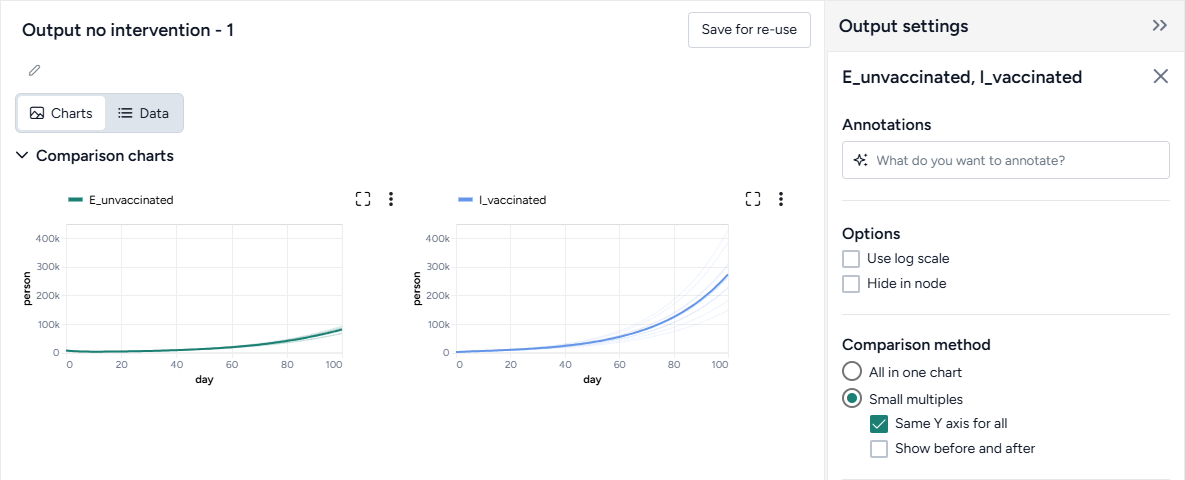 Output no intervention - 1
Save for re-use
Charts
Data
Comparison charts
E_unvaccinated
400k
300k
200k
100k
0
person
0 20 40 60 80 100
day
I_vaccinated
400k
300k
200k
100k
0
person
0 20 40 60 80 100
day
Output settings
E_unvaccinated, I_vaccinated
Annotations
What do you want to annotate?
Options
Use log scale
Hide in node
Comparison method
All in one chart
Small multiples
Same Y axis for all
Show before and after